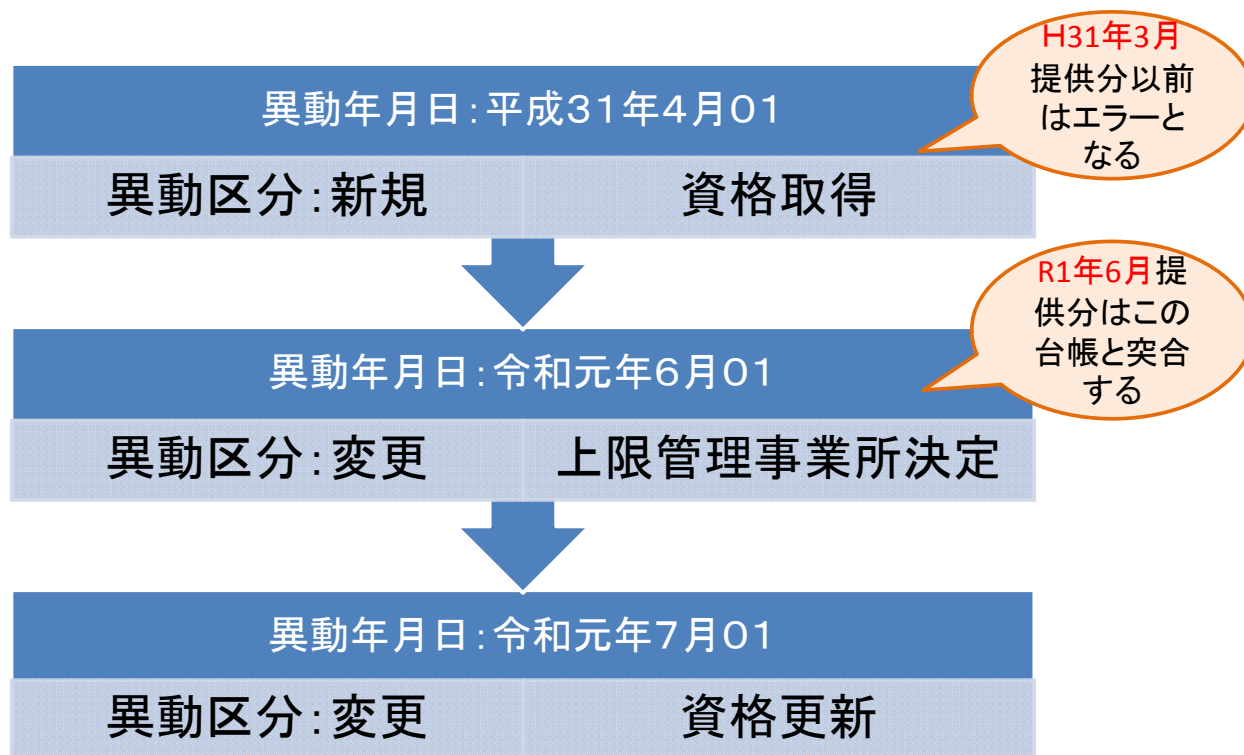 H31年3月
提供分以前
はエラーと
なる
異動年月日:平成31年4月01
異動区分:新規
資格取得
R1年6月提
供分はこの
台帳と突合
する
異動年月日:令和元年6月01
異動区分:変更
上限管理事業所決定
異動年月日:令和元年7月01
異動区分:変更
資格更新